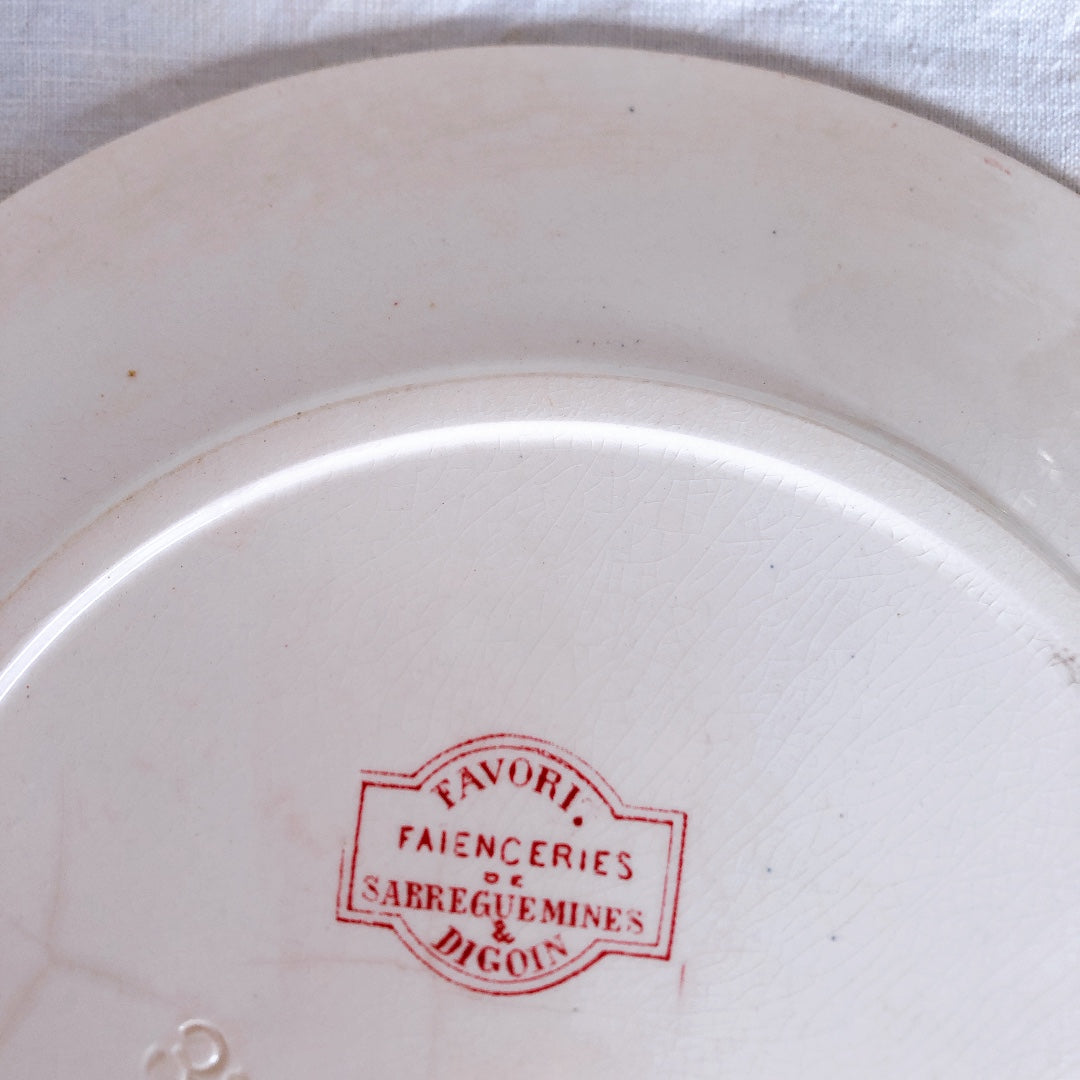 FAVORI.
FAIENCERIES
DE
SARREGUEMINES
&
DIGOIN